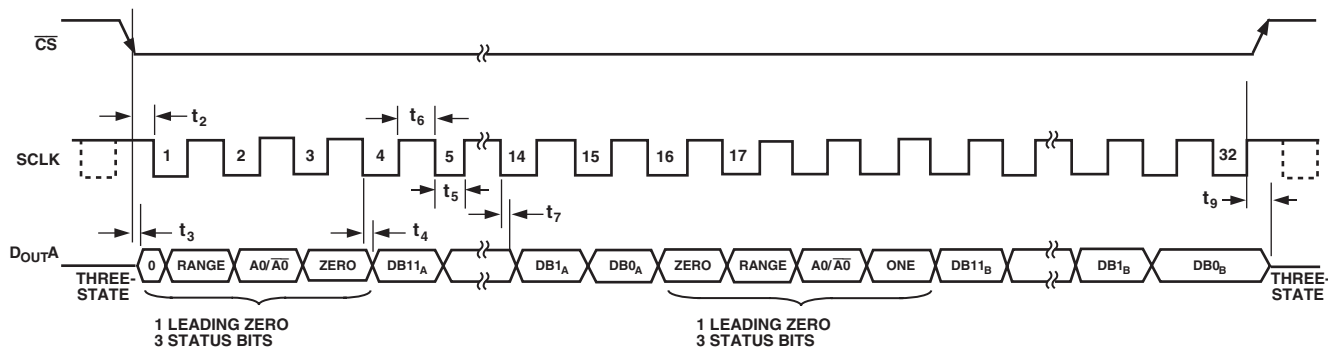 CS
t2
t6
SCLK
1 2 3 4 5 14 15 16 17 32
t5
t7
t9
t3
t4
DOUTA
0 RANGE A0/A0 ZERO DB11A DB1A DB0A ZERO RANGE A0/A0 ONE DB11B DB1B DB0B
THREE-
STATE
THREE-
STATE
1 LEADING ZERO
3 STATUS BITS
1 LEADING ZERO
3 STATUS BITS